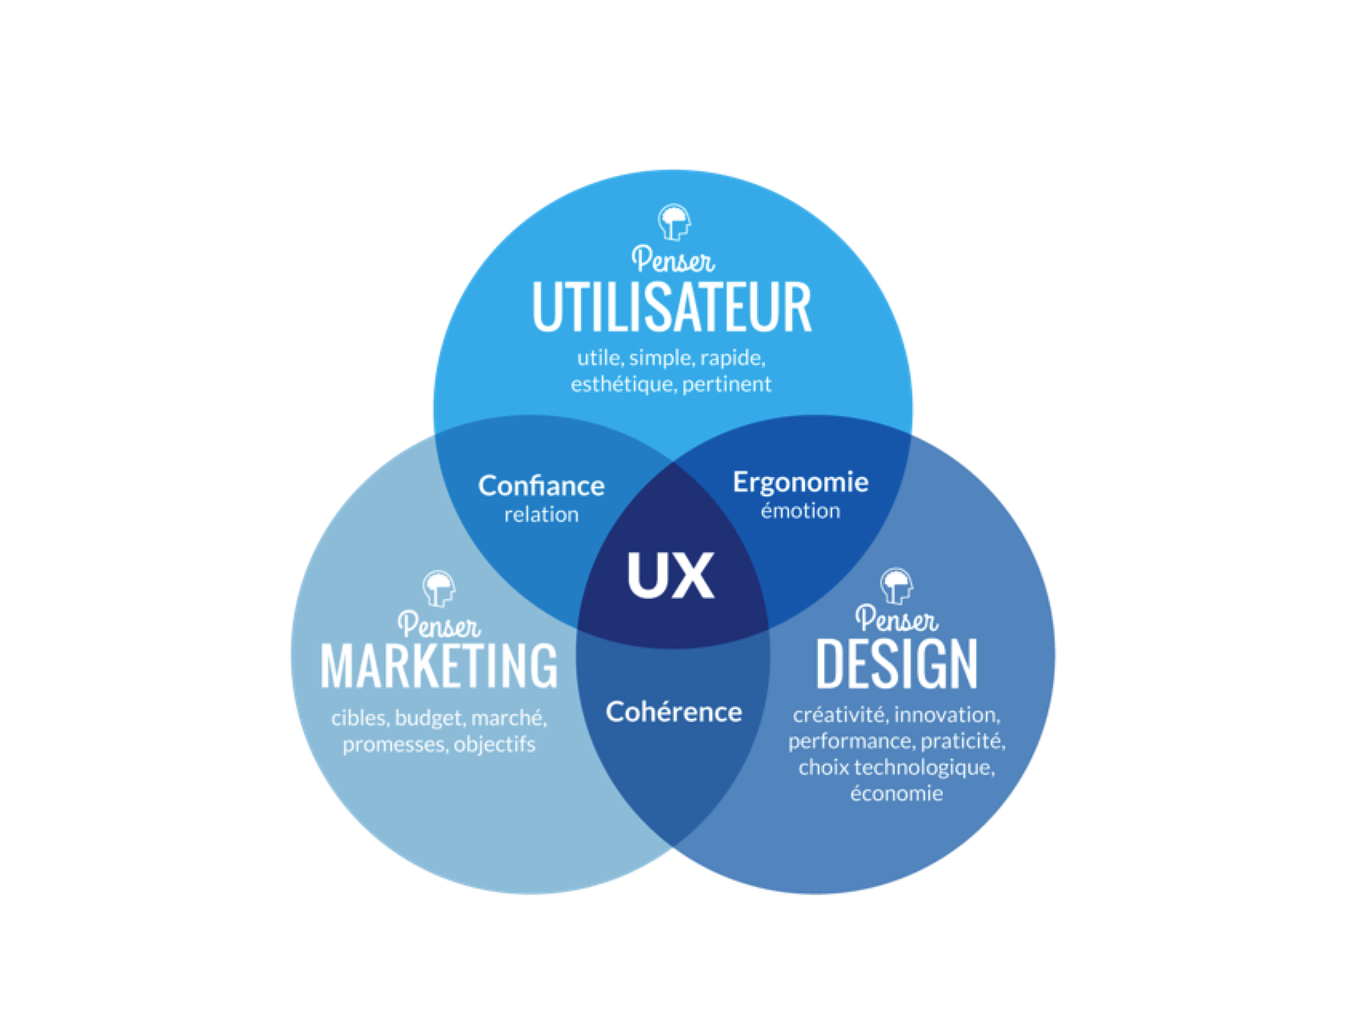 Penser
UTILISATEUR
utile, simple, rapide,
esthétique, pertinent
Confiance
relation
Ergonomie
émotion
UX
Penser
MARKETING
cibles, budget, marché,
promesses, objectifs
Cohérence
Penser
DESIGN
créativité, innovation,
performance, praticité,
choix technologique,
économie